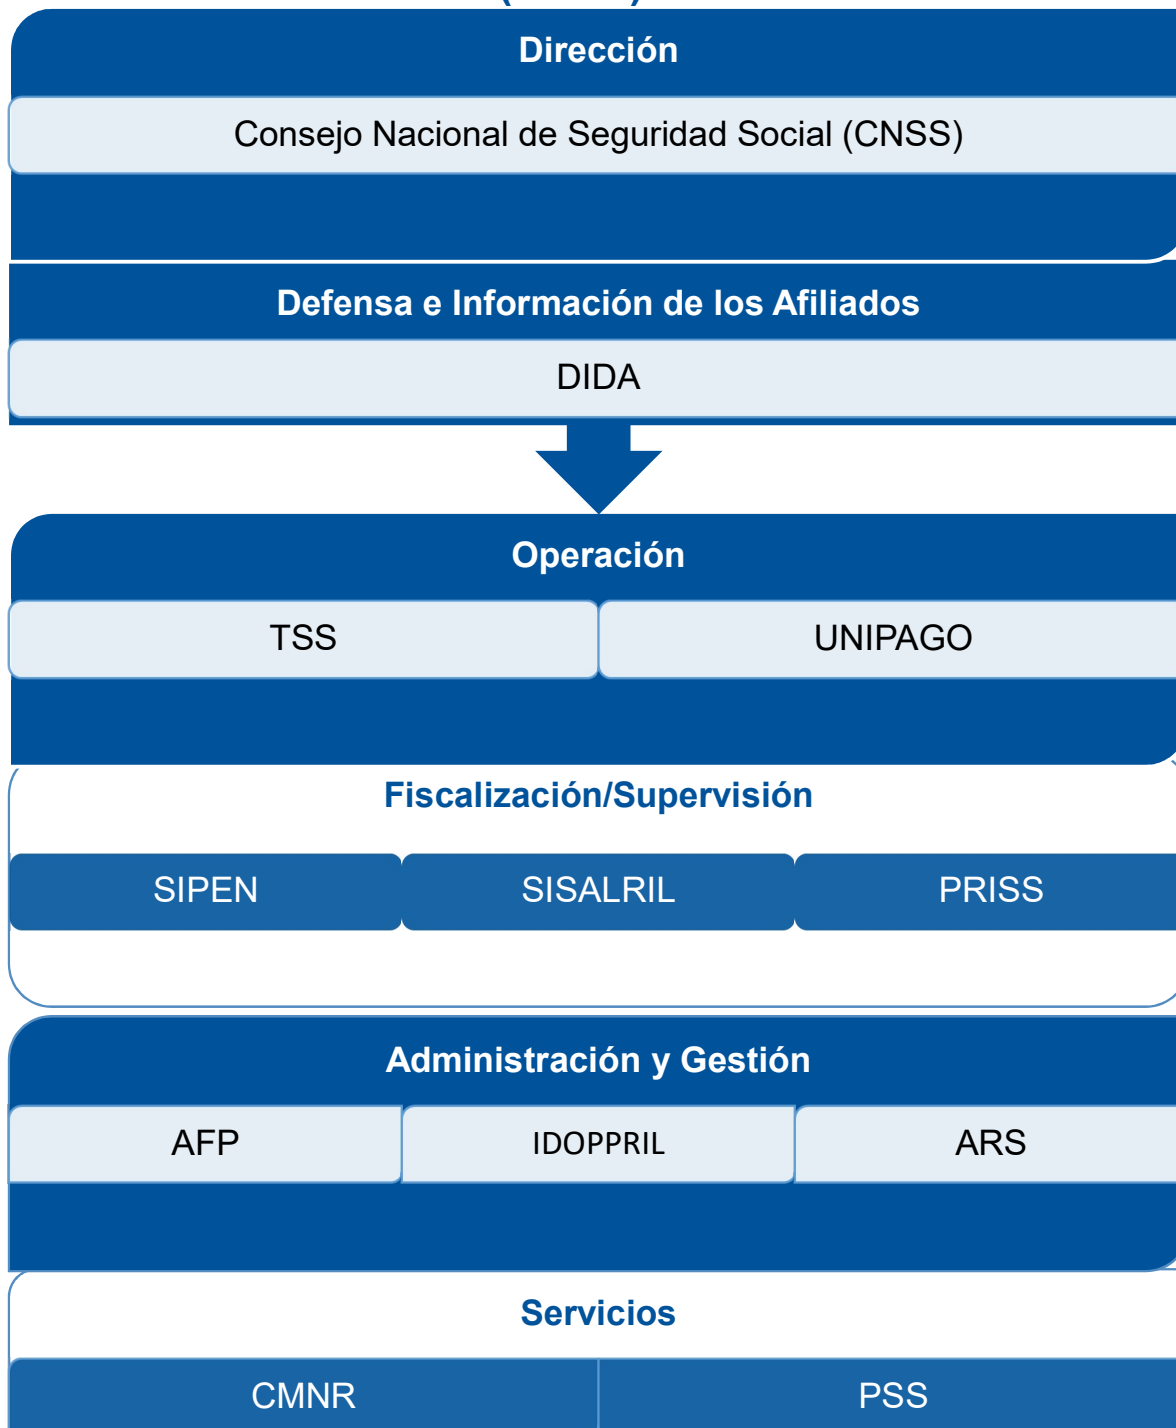 Dirección
Consejo Nacional de Seguridad Social (CNSS)
Defensa e Información de los Afiliados
DIDA
Operación
TSS
UNIPAGO
Fiscalización/Supervisión
SIPEN
SISALRIL
PRISS
Administración y Gestión
AFP
IDOPPRIL
ARS
Servicios
CMNR
PSS